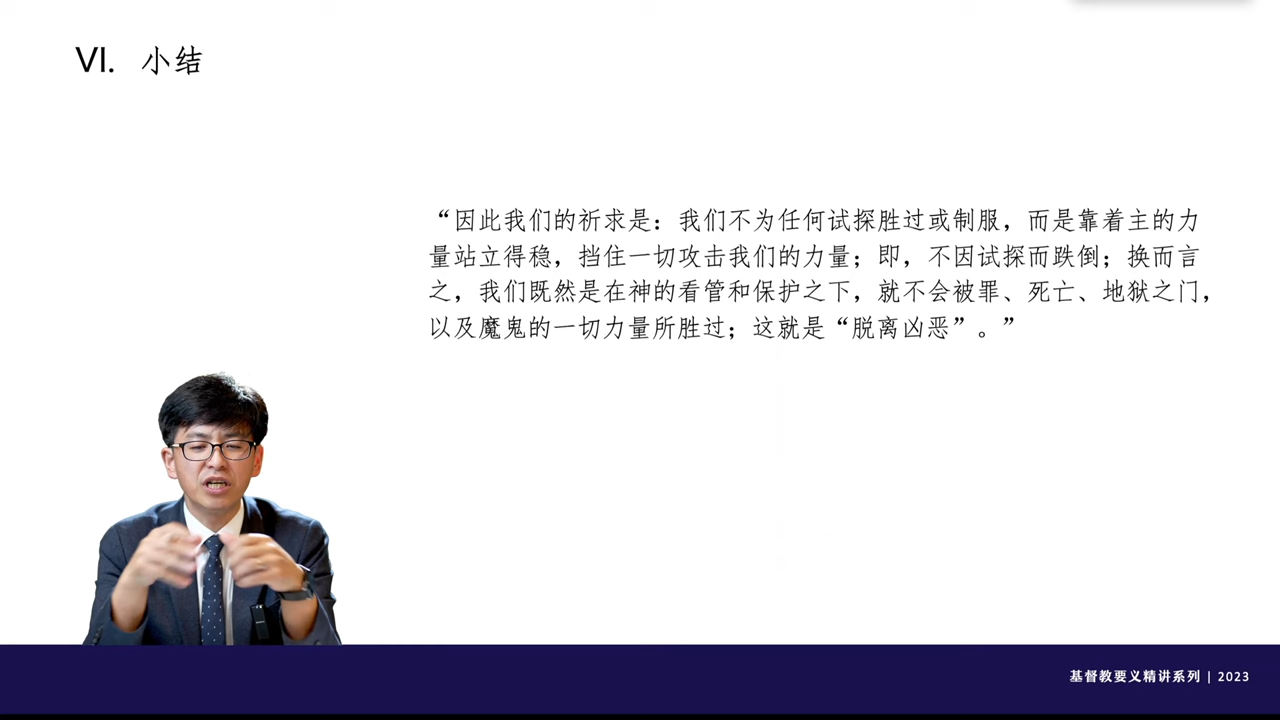 VI. 小结
“因此我们的祈求是：我们不为任何试探胜过或制服，而是靠着主的力
量站立得稳，挡住一切攻击我们的力量；即，不因试探而跌倒；换而言
之，我们既然是在神的看管和保护之下，就不会被罪、死亡、地狱之门，
以及魔鬼的一切力量所胜过；这就是“脱离凶恶”。”
基督教要义精讲系列 | 2023